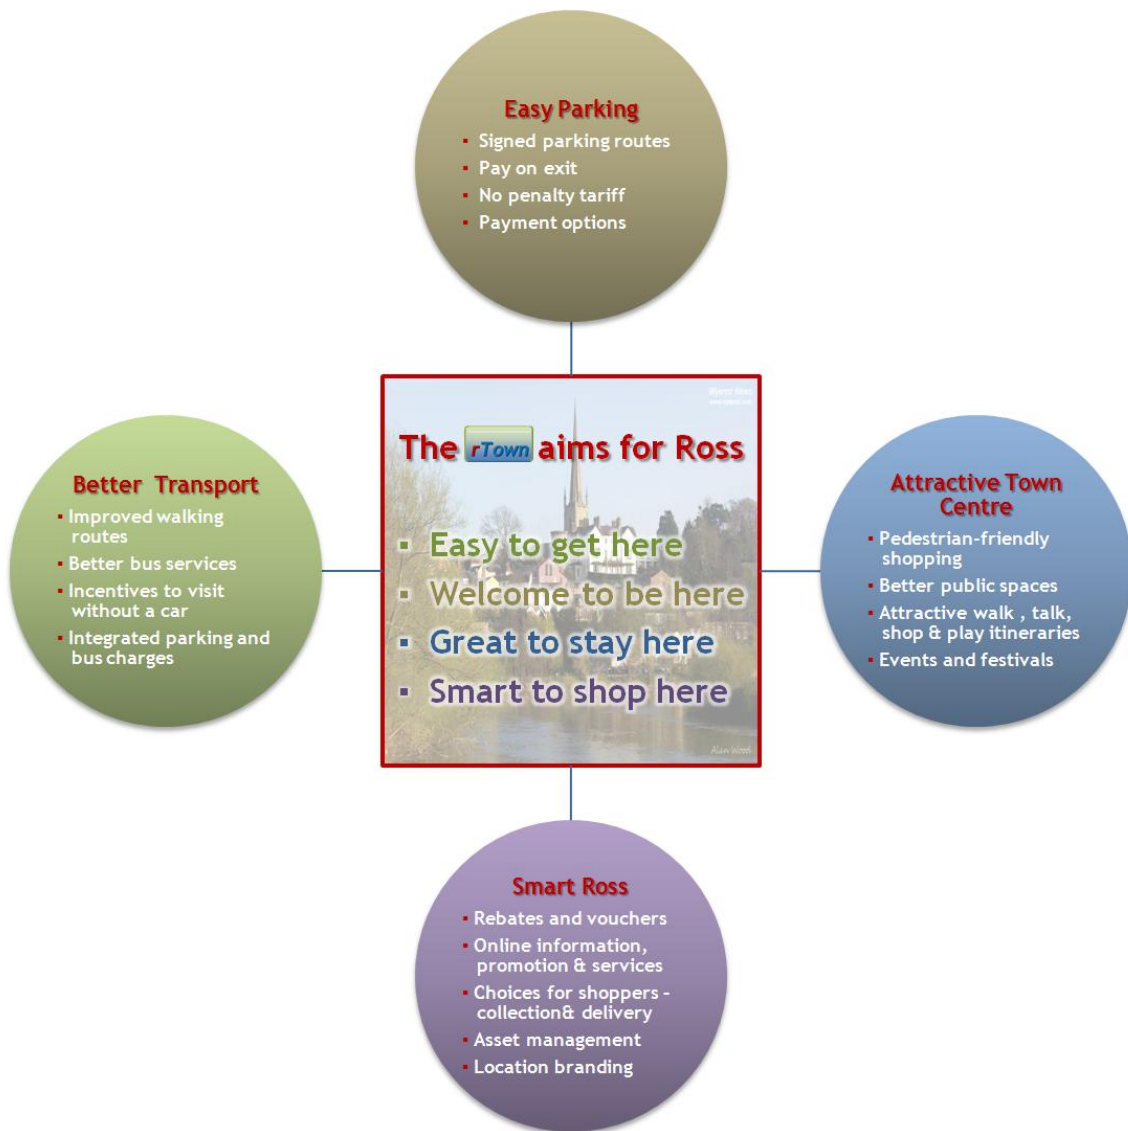 Easy Parking
▪ Signed parking routes
▪ Pay on exit
▪ No penalty tariff
▪ Payment options
The rTown aims for Ross
▪ Easy to get here
▪ Welcome to be here
▪ Great to stay here
▪ Smart to shop here
Alan Wood
Better Transport
▪ Improved walking
routes
▪ Better bus services
▪ Incentives to visit
without a car
▪ Integrated parking and
bus charges
Attractive Town
Centre
▪ Pedestrian-friendly
shopping
▪ Better public spaces
▪ Attractive walk , talk,
shop & play itineraries
▪ Events and festivals
Smart Ross
▪ Rebates and vouchers
▪ Online information,
promotion & services
▪ Choices for shoppers –
collection& delivery
▪ Asset management
▪ Location branding